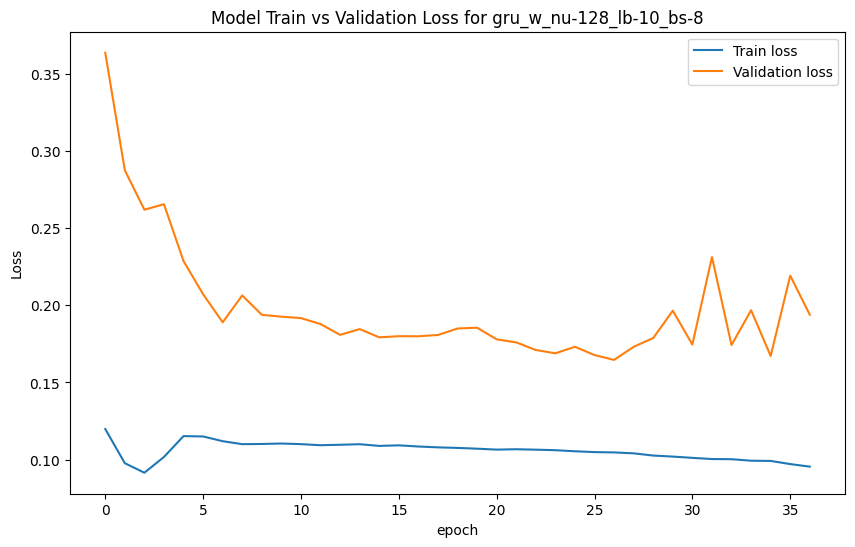 Model Train vs Validation Loss for gru_w_nu-128_lb-10_bs-8
Train loss
Validation loss
0.35
0.30
0.25
0.20
0.15
0.10
Loss
0 5 10 15 20 25 30 35
epoch